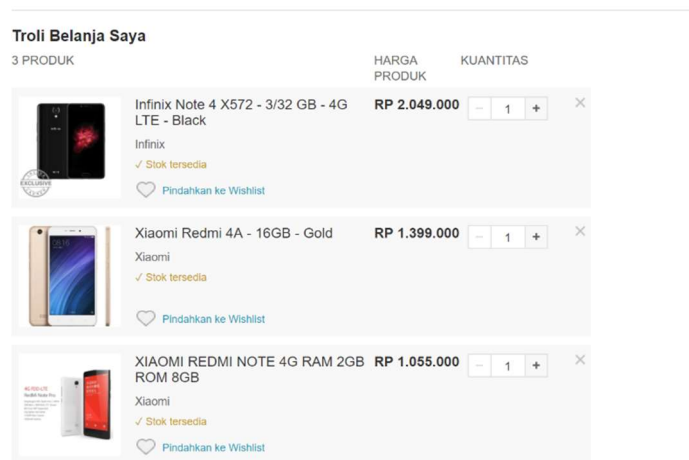 Troli Belanja Saya
3 PRODUK
HARGA PRODUK
KUANTITAS
Infinix Note 4 X572 - 3/32 GB - 4G
LTE - Black
RP 2.049.000
− 1 +
Infinix
✓ Stok tersedia
Pindahkan ke Wishlist
EXCLUSIVE
Xiaomi Redmi 4A - 16GB - Gold
RP 1.399.000
− 1 +
Xiaomi
✓ Stok tersedia
Pindahkan ke Wishlist
XIAOMI REDMI NOTE 4G RAM 2GB
ROM 8GB
RP 1.055.000
− 1 +
Xiaomi
✓ Stok tersedia
Pindahkan ke Wishlist